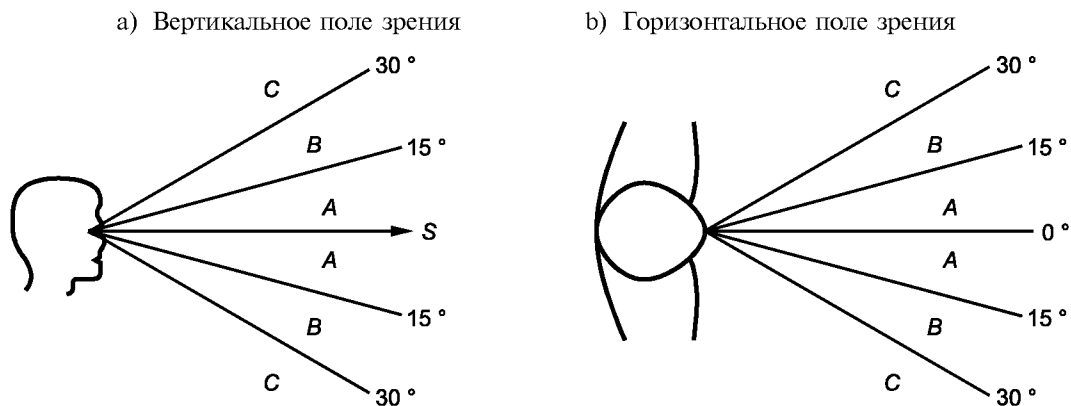 a) Вертикальное поле зрения
b) Горизонтальное поле зрения
C
30 °
B
15 °
A
S
A
15 °
B
C
30 °
C
30 °
B
15 °
A
0 °
A
15 °
B
C
30 °